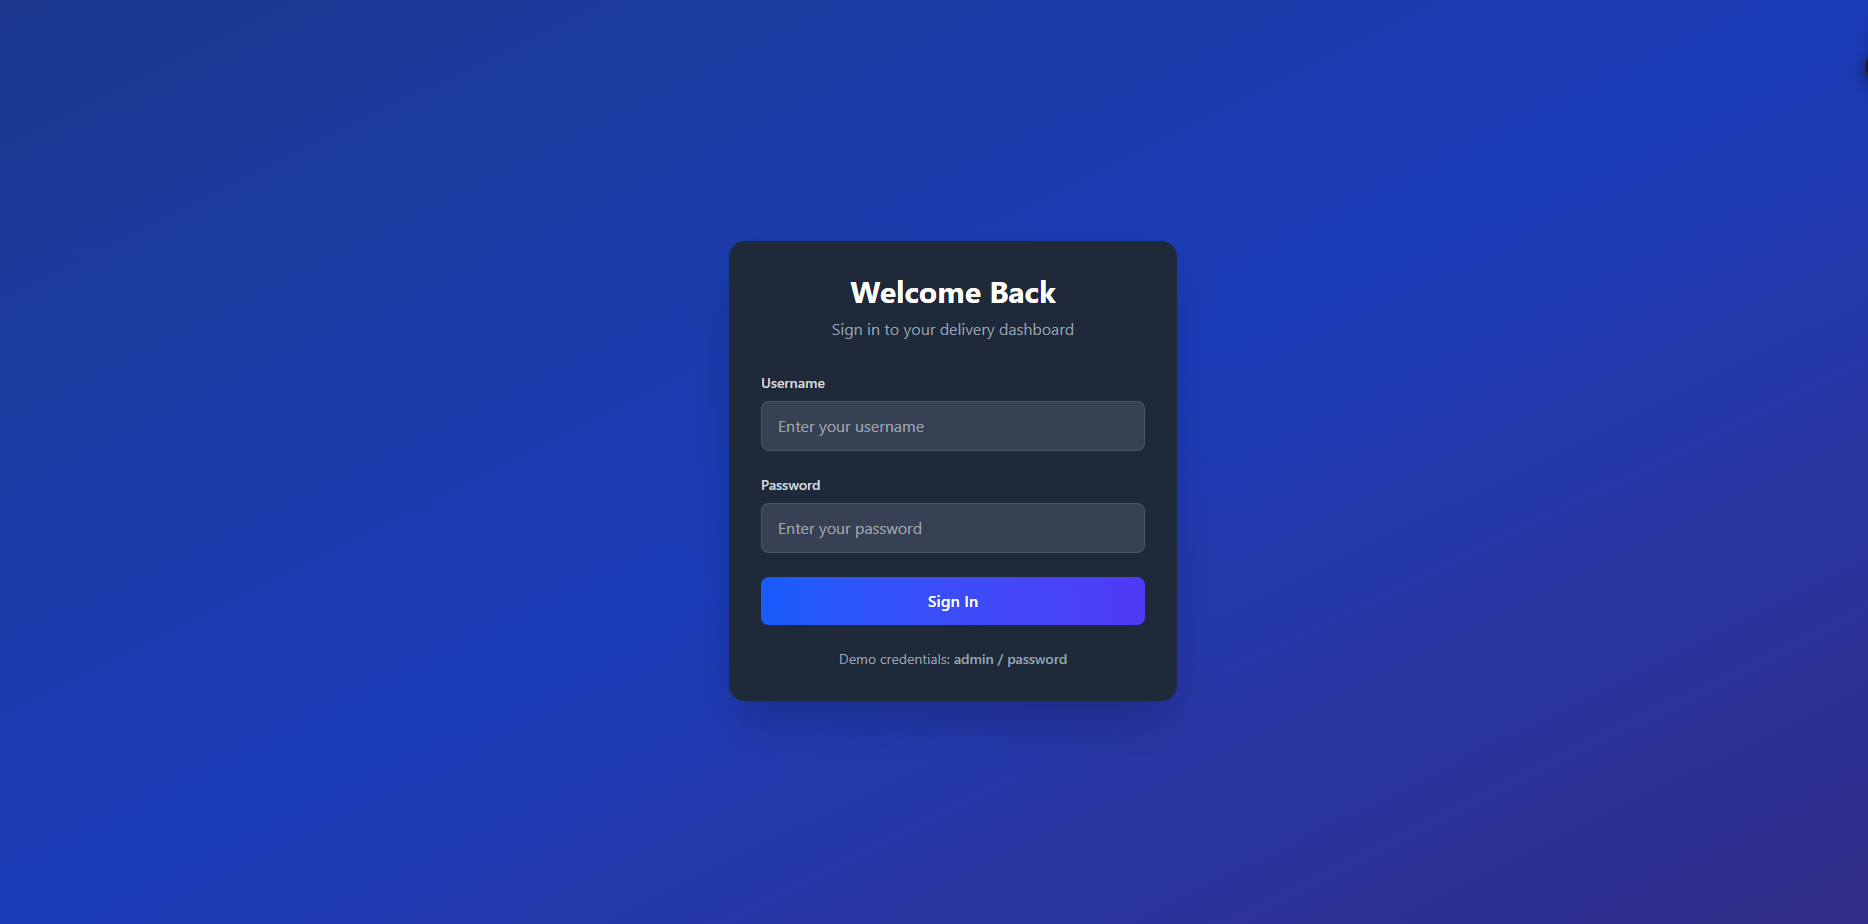 Welcome Back
Sign in to your delivery dashboard
Username
Enter your username
Password
Enter your password
Sign In
Demo credentials: admin / password